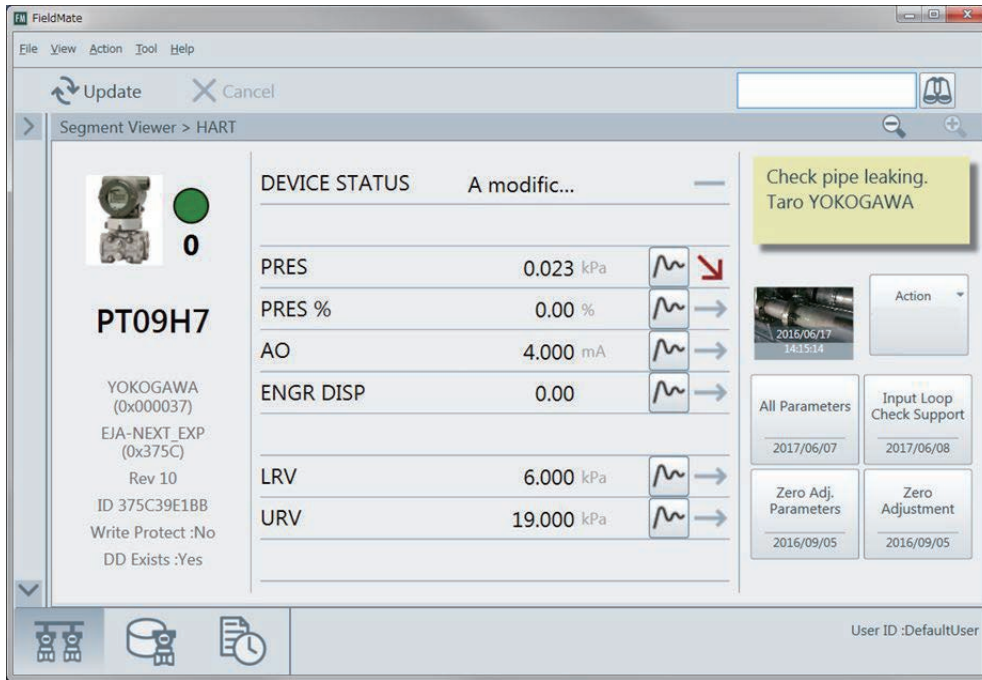 FM FieldMate
File View Action Tool Help
Update Cancel
Segment Viewer > HART
0
PT09H7
YOKOGAWA
(0x000037)
EJA-NEXT_EXP
(0x375C)
Rev 10
ID 375C39E1BB
Write Protect :No
DD Exists :Yes
DEVICE STATUS A modific...
PRES 0.023 kPa
PRES % 0.00 %
AO 4.000 mA
ENGR DISP 0.00
LRV 6.000 kPa
URV 19.000 kPa
Check pipe leaking.
Taro YOKOGAWA
2016/06/17
14:15:14
Action
All Parameters
2017/06/07
Input Loop
Check Support
2017/06/08
Zero Adj.
Parameters
2016/09/05
Zero
Adjustment
2016/09/05
User ID :DefaultUser